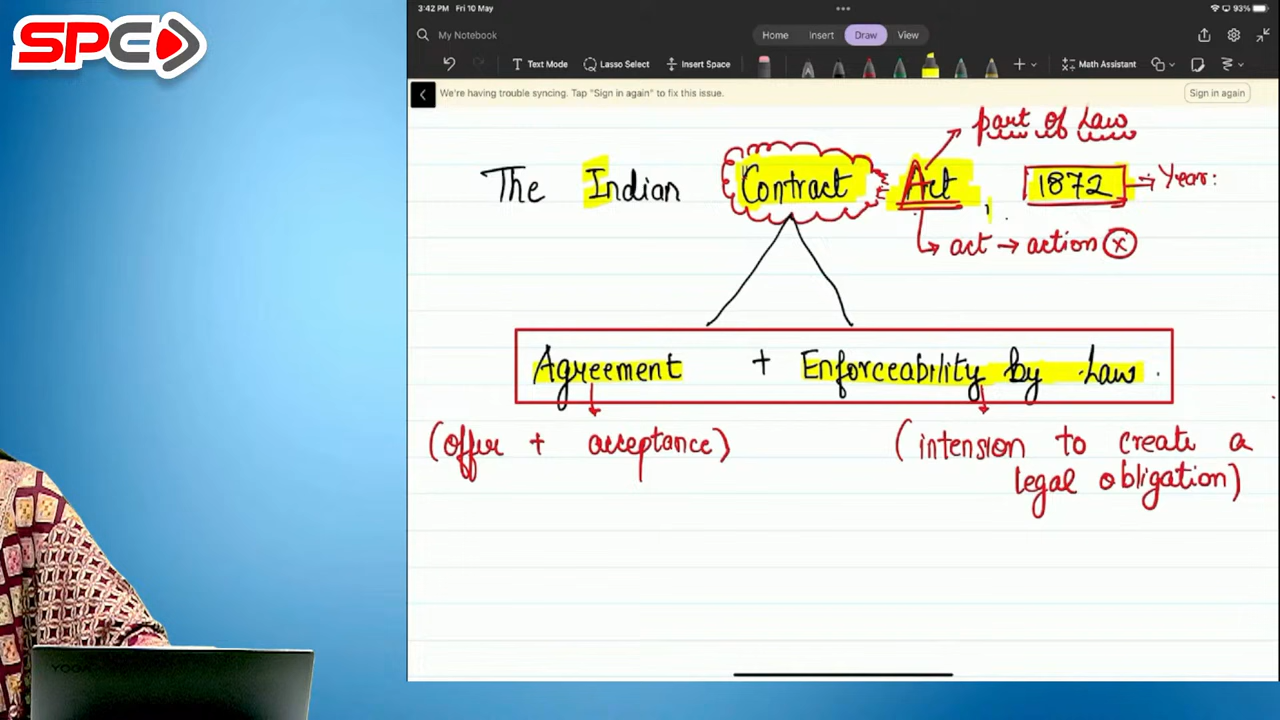 SPC
3:42 PM Fri 10 May
93%
My Notebook
Home Insert Draw View
Text Mode Lasso Select Insert Space Math Assistant
We're having trouble syncing. Tap "Sign in again" to fix this issue. Sign in again
part of Law
The Indian Contract Act, 1872 → Year:
act → action (x)
Agreement + Enforceability by Law.
(offer + acceptance) (intension to create a
legal obligation)
YOGA